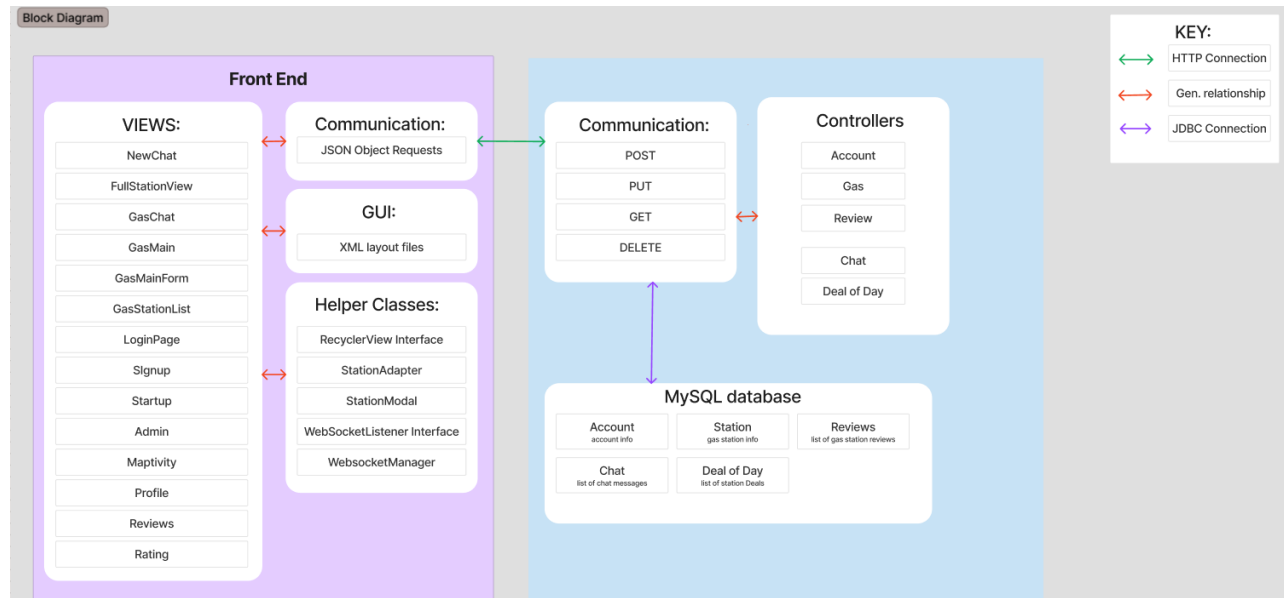 Block Diagram
KEY:
HTTP Connection
Gen. relationship
JDBC Connection
Front End
VIEWS:
NewChat
FullStationView
GasChat
GasMain
GasMainForm
GasStationList
LoginPage
SIgnup
Startup
Admin
Maptivity
Profile
Reviews
Rating
Communication:
JSON Object Requests
GUI:
XML layout files
Helper Classes:
RecyclerView Interface
StationAdapter
StationModal
WebSocketListener Interface
WebsocketManager
Communication:
POST
PUT
GET
DELETE
Controllers
Account
Gas
Review
Chat
Deal of Day
MySQL database
Account
account info
Station
gas station info
Reviews
list of gas station reviews
Chat
list of chat messages
Deal of Day
list of station Deals